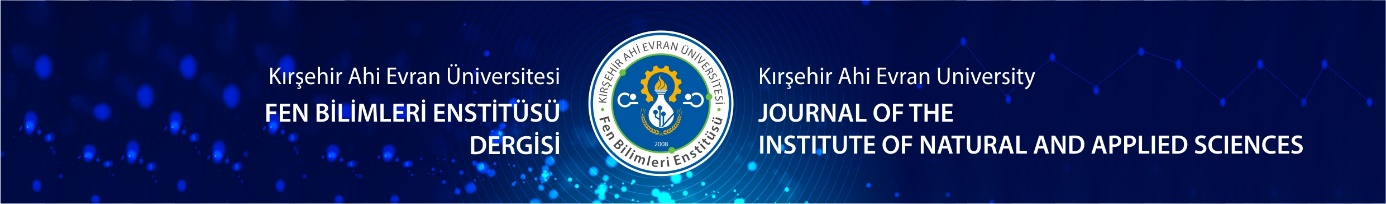 Kırşehir Ahi Evran Üniversitesi
FEN BİLİMLERİ ENSTİTÜSÜ
DERGİSİ
KIRŞEHİR AHİ EVRAN ÜNİVERSİTESİ
2008
Fen Bilimleri Enstitüsü
Kırşehir Ahi Evran University
JOURNAL OF THE
INSTITUTE OF NATURAL AND APPLIED SCIENCES